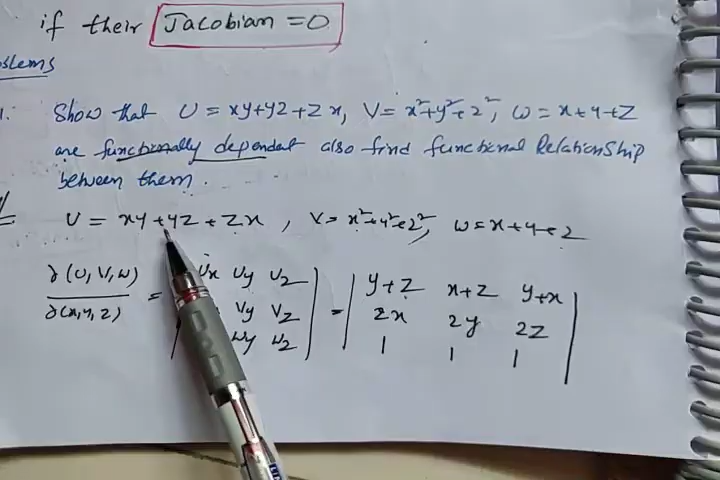 if their Jacobian = 0
oslems
1. Show that U = xy+yz+zx, V = x²+y²+z², ω = x+y+z
are functionally dependent also find functional Relationship
between them.
U = xy+yz+zx, V = x²+y²+z², ω = x+y+z
∂(U,V,W) / ∂(x,y,z) = | Ux Uy Uz | = | y+z x+z y+x |
Vy Vz | 2x 2y 2z |
Wy Wz | 1 1 1 |